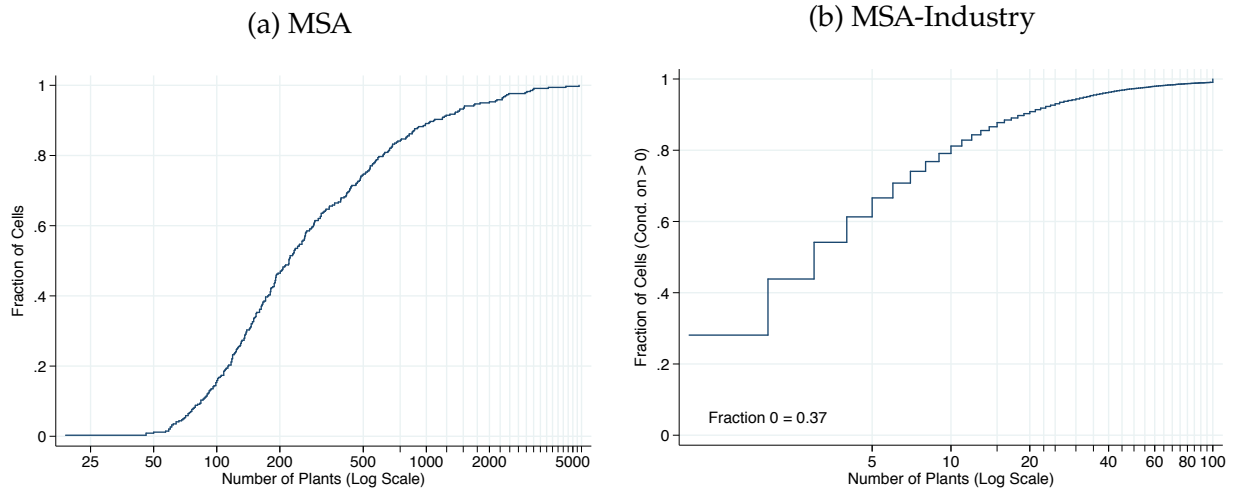 (a) MSA
Fraction of Cells
1
.8
.6
.4
.2
0
25 50 100 200 500 1000 2000 5000
Number of Plants (Log Scale)
(b) MSA-Industry
Fraction of Cells (Cond. on > 0)
1
.8
.6
.4
.2
0
Fraction 0 = 0.37
5 10 20 40 60 80 100
Number of Plants (Log Scale)